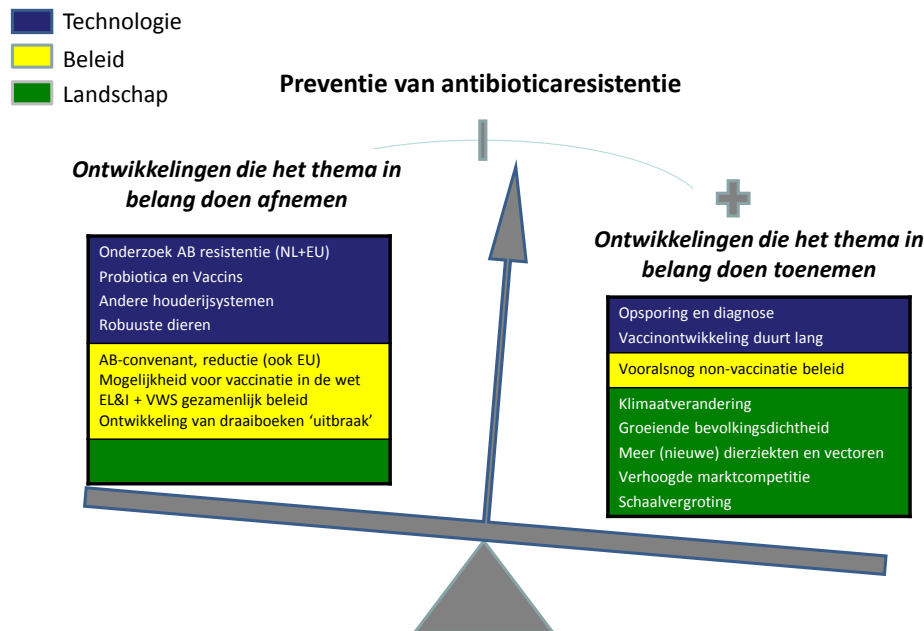 Technologie
Beleid
Landschap
Preventie van antibioticaresistentie
Ontwikkelingen die het thema in
belang doen afnemen
Onderzoek AB resistentie (NL+EU)
Probiotica en Vaccins
Andere houderijsystemen
Robuuste dieren
AB-convenant, reductie (ook EU)
Mogelijkheid voor vaccinatie in de wet
EL&I + VWS gezamenlijk beleid
Ontwikkeling van draaiboeken ‘uitbraak’
Ontwikkelingen die het thema in
belang doen toenemen
Opsporing en diagnose
Vaccinontwikkeling duurt lang
Vooralsnog non-vaccinatie beleid
Klimaatverandering
Groeiende bevolkingsdichtheid
Meer (nieuwe) dierziekten en vectoren
Verhoogde marktcompetitie
Schaalvergroting